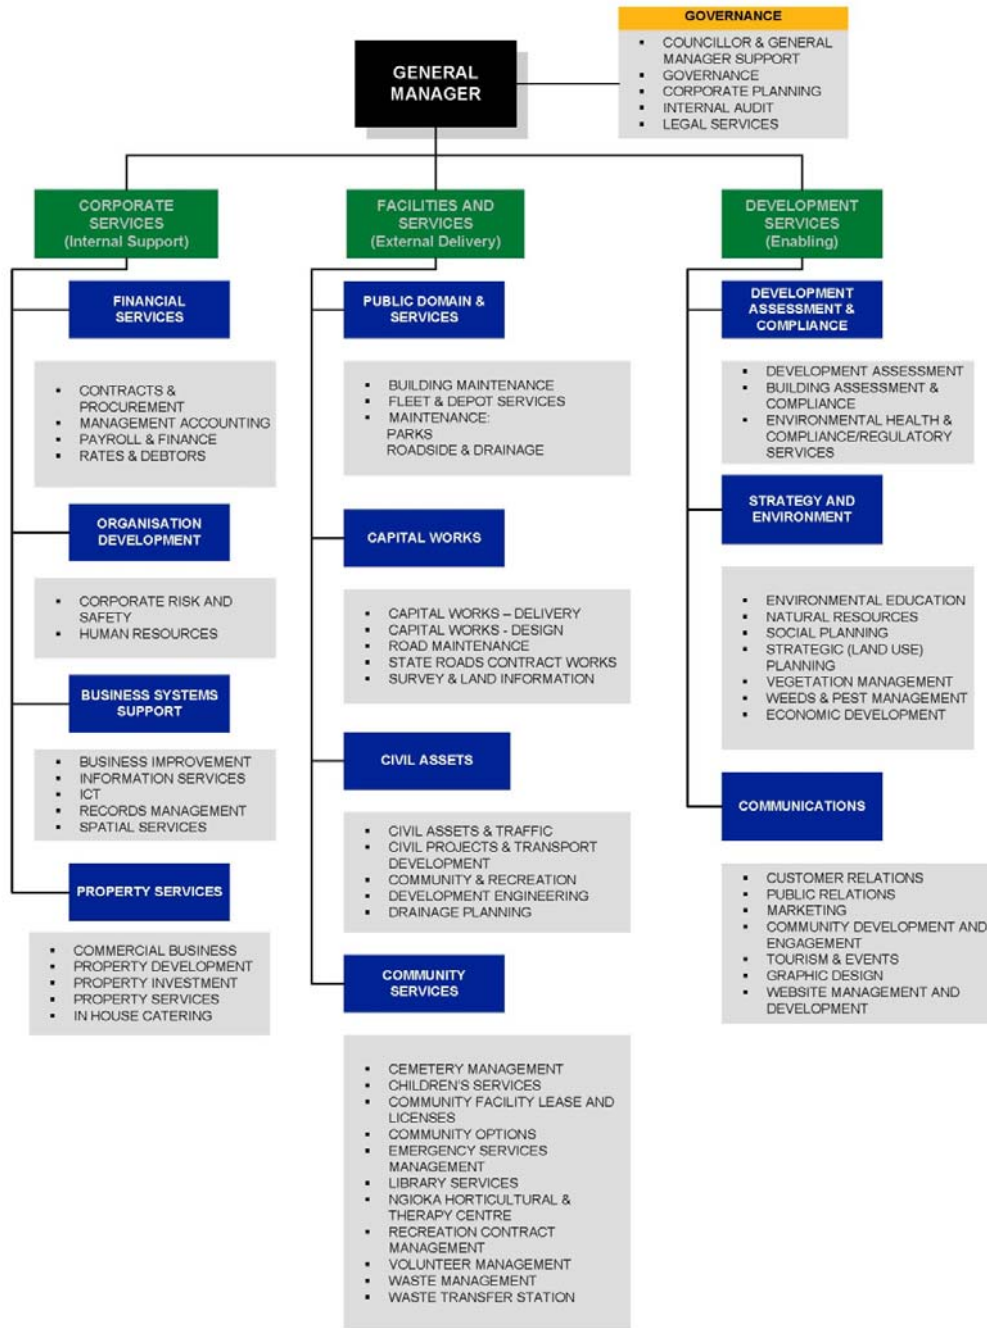 GOVERNANCE
▪ COUNCILLOR & GENERAL
MANAGER SUPPORT
▪ GOVERNANCE
▪ CORPORATE PLANNING
▪ INTERNAL AUDIT
▪ LEGAL SERVICES
GENERAL
MANAGER
CORPORATE
SERVICES
(Internal Support)
FINANCIAL
SERVICES
▪ CONTRACTS &
PROCUREMENT
▪ MANAGEMENT ACCOUNTING
▪ PAYROLL & FINANCE
▪ RATES & DEBTORS
ORGANISATION
DEVELOPMENT
▪ CORPORATE RISK AND
SAFETY
▪ HUMAN RESOURCES
BUSINESS SYSTEMS
SUPPORT
▪ BUSINESS IMPROVEMENT
▪ INFORMATION SERVICES
▪ ICT
▪ RECORDS MANAGEMENT
▪ SPATIAL SERVICES
PROPERTY SERVICES
▪ COMMERCIAL BUSINESS
▪ PROPERTY DEVELOPMENT
▪ PROPERTY INVESTMENT
▪ PROPERTY SERVICES
▪ IN HOUSE CATERING
FACILITIES AND
SERVICES
(External Delivery)
PUBLIC DOMAIN &
SERVICES
▪ BUILDING MAINTENANCE
▪ FLEET & DEPOT SERVICES
▪ MAINTENANCE:
PARKS
ROADSIDE & DRAINAGE
CAPITAL WORKS
▪ CAPITAL WORKS – DELIVERY
▪ CAPITAL WORKS - DESIGN
▪ ROAD MAINTENANCE
▪ STATE ROADS CONTRACT WORKS
▪ SURVEY & LAND INFORMATION
CIVIL ASSETS
▪ CIVIL ASSETS & TRAFFIC
▪ CIVIL PROJECTS & TRANSPORT
DEVELOPMENT
▪ COMMUNITY & RECREATION
▪ DEVELOPMENT ENGINEERING
▪ DRAINAGE PLANNING
COMMUNITY
SERVICES
▪ CEMETERY MANAGEMENT
▪ CHILDREN'S SERVICES
▪ COMMUNITY FACILITY LEASE AND
LICENSES
▪ COMMUNITY OPTIONS
▪ EMERGENCY SERVICES
MANAGEMENT
▪ LIBRARY SERVICES
▪ NGIOKA HORTICULTURAL &
THERAPY CENTRE
▪ RECREATION CONTRACT
MANAGEMENT
▪ VOLUNTEER MANAGEMENT
▪ WASTE MANAGEMENT
▪ WASTE TRANSFER STATION
DEVELOPMENT
SERVICES
(Enabling)
DEVELOPMENT
ASSESSMENT &
COMPLIANCE
▪ DEVELOPMENT ASSESSMENT
▪ BUILDING ASSESSMENT &
COMPLIANCE
▪ ENVIRONMENTAL HEALTH &
COMPLIANCE/REGULATORY
SERVICES
STRATEGY AND
ENVIRONMENT
▪ ENVIRONMENTAL EDUCATION
▪ NATURAL RESOURCES
▪ SOCIAL PLANNING
▪ STRATEGIC (LAND USE)
PLANNING
▪ VEGETATION MANAGEMENT
▪ WEEDS & PEST MANAGEMENT
▪ ECONOMIC DEVELOPMENT
COMMUNICATIONS
▪ CUSTOMER RELATIONS
▪ PUBLIC RELATIONS
▪ MARKETING
▪ COMMUNITY DEVELOPMENT AND
ENGAGEMENT
▪ TOURISM & EVENTS
▪ GRAPHIC DESIGN
▪ WEBSITE MANAGEMENT AND
DEVELOPMENT